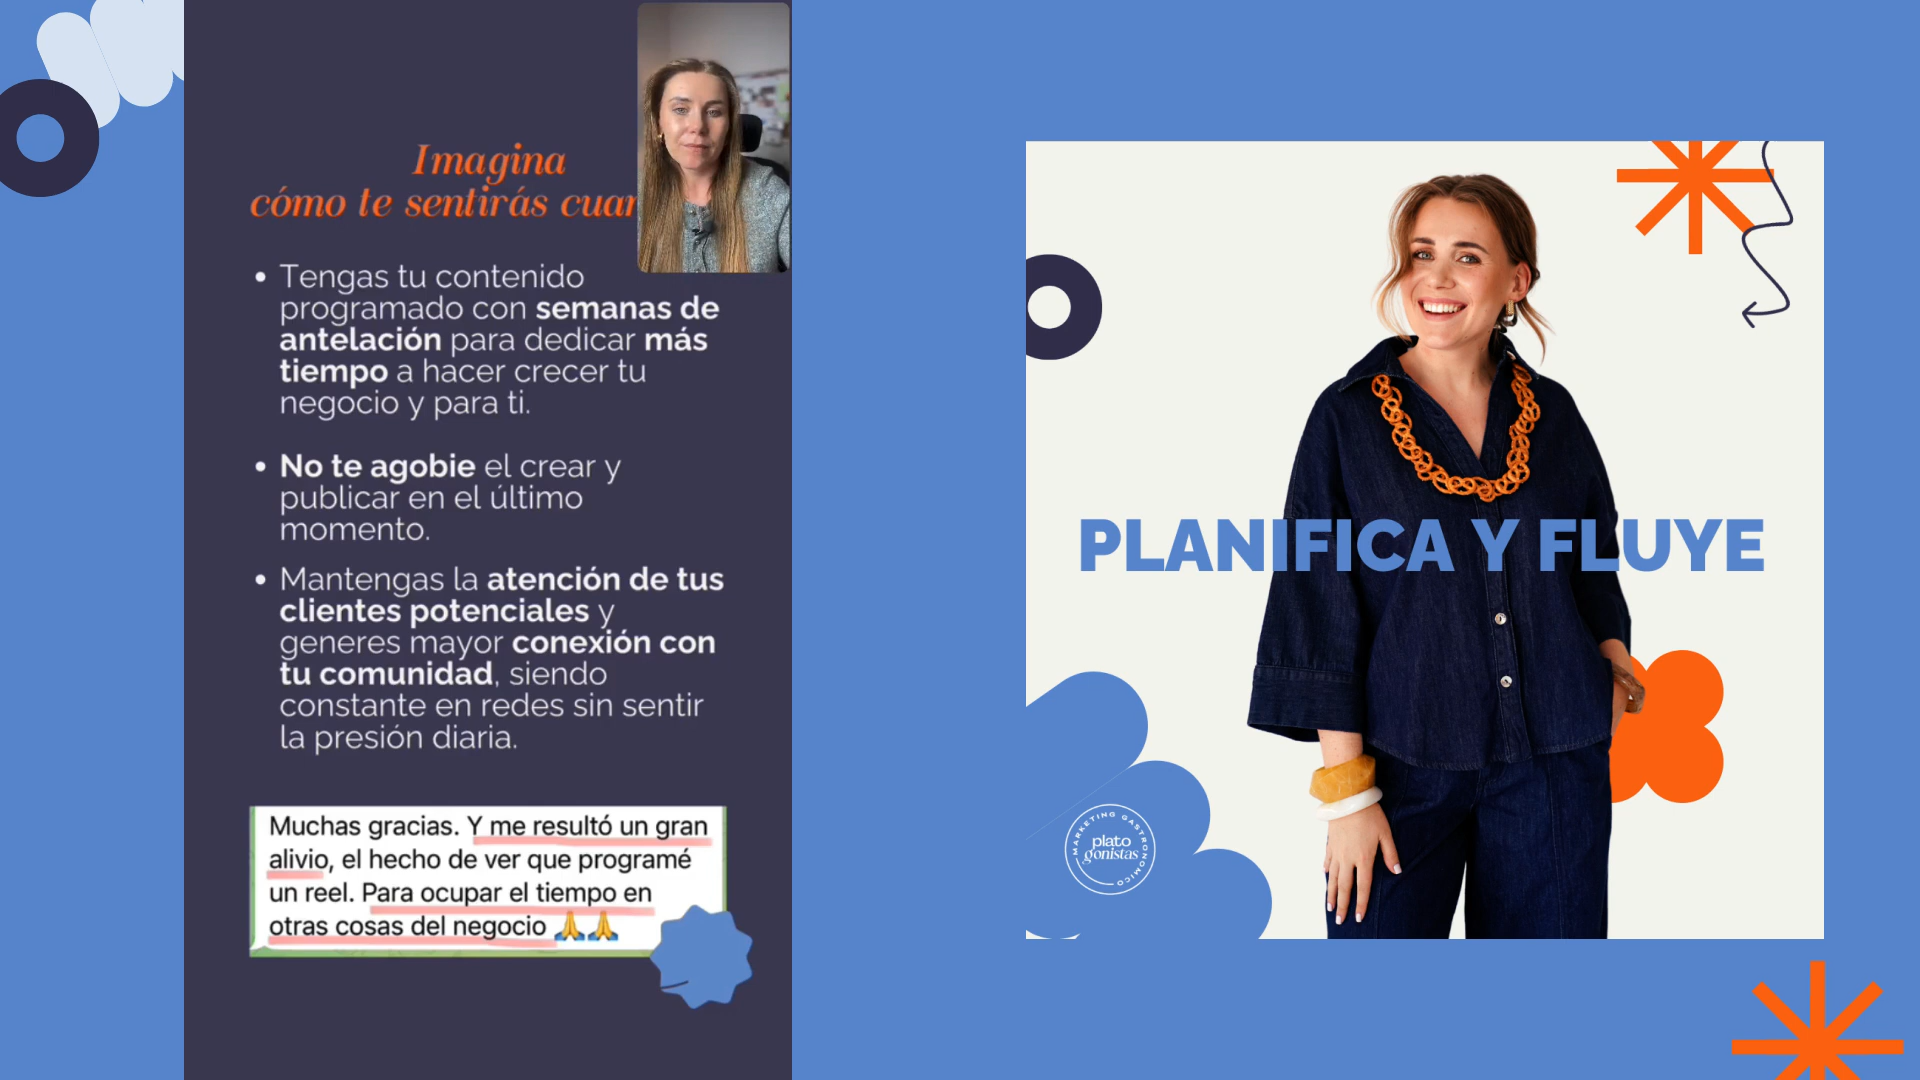 Imagina
cómo te sentirás
Tengas tu contenido
programado con semanas de
antelación para dedicar más
tiempo a hacer crecer tu
negocio y para ti.
No te agobie el crear y
publicar en el último
momento.
Mantengas la atención de tus
clientes potenciales y
generes mayor conexión con
tu comunidad, siendo
constante en redes sin sentir
la presión diaria.
Muchas gracias. Y me resultó un gran
alivio, el hecho de ver que programé
un reel. Para ocupar el tiempo en
otras cosas del negocio 🙏🙏
PLANIFICA Y FLUYE
MARKETING GASTRONOMICO
plato
gonistas